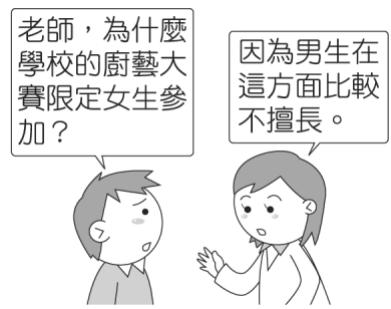 老師，為什麼
學校的廚藝大
賽限定女生參
加？
因為男生在
這方面比較
不擅長。